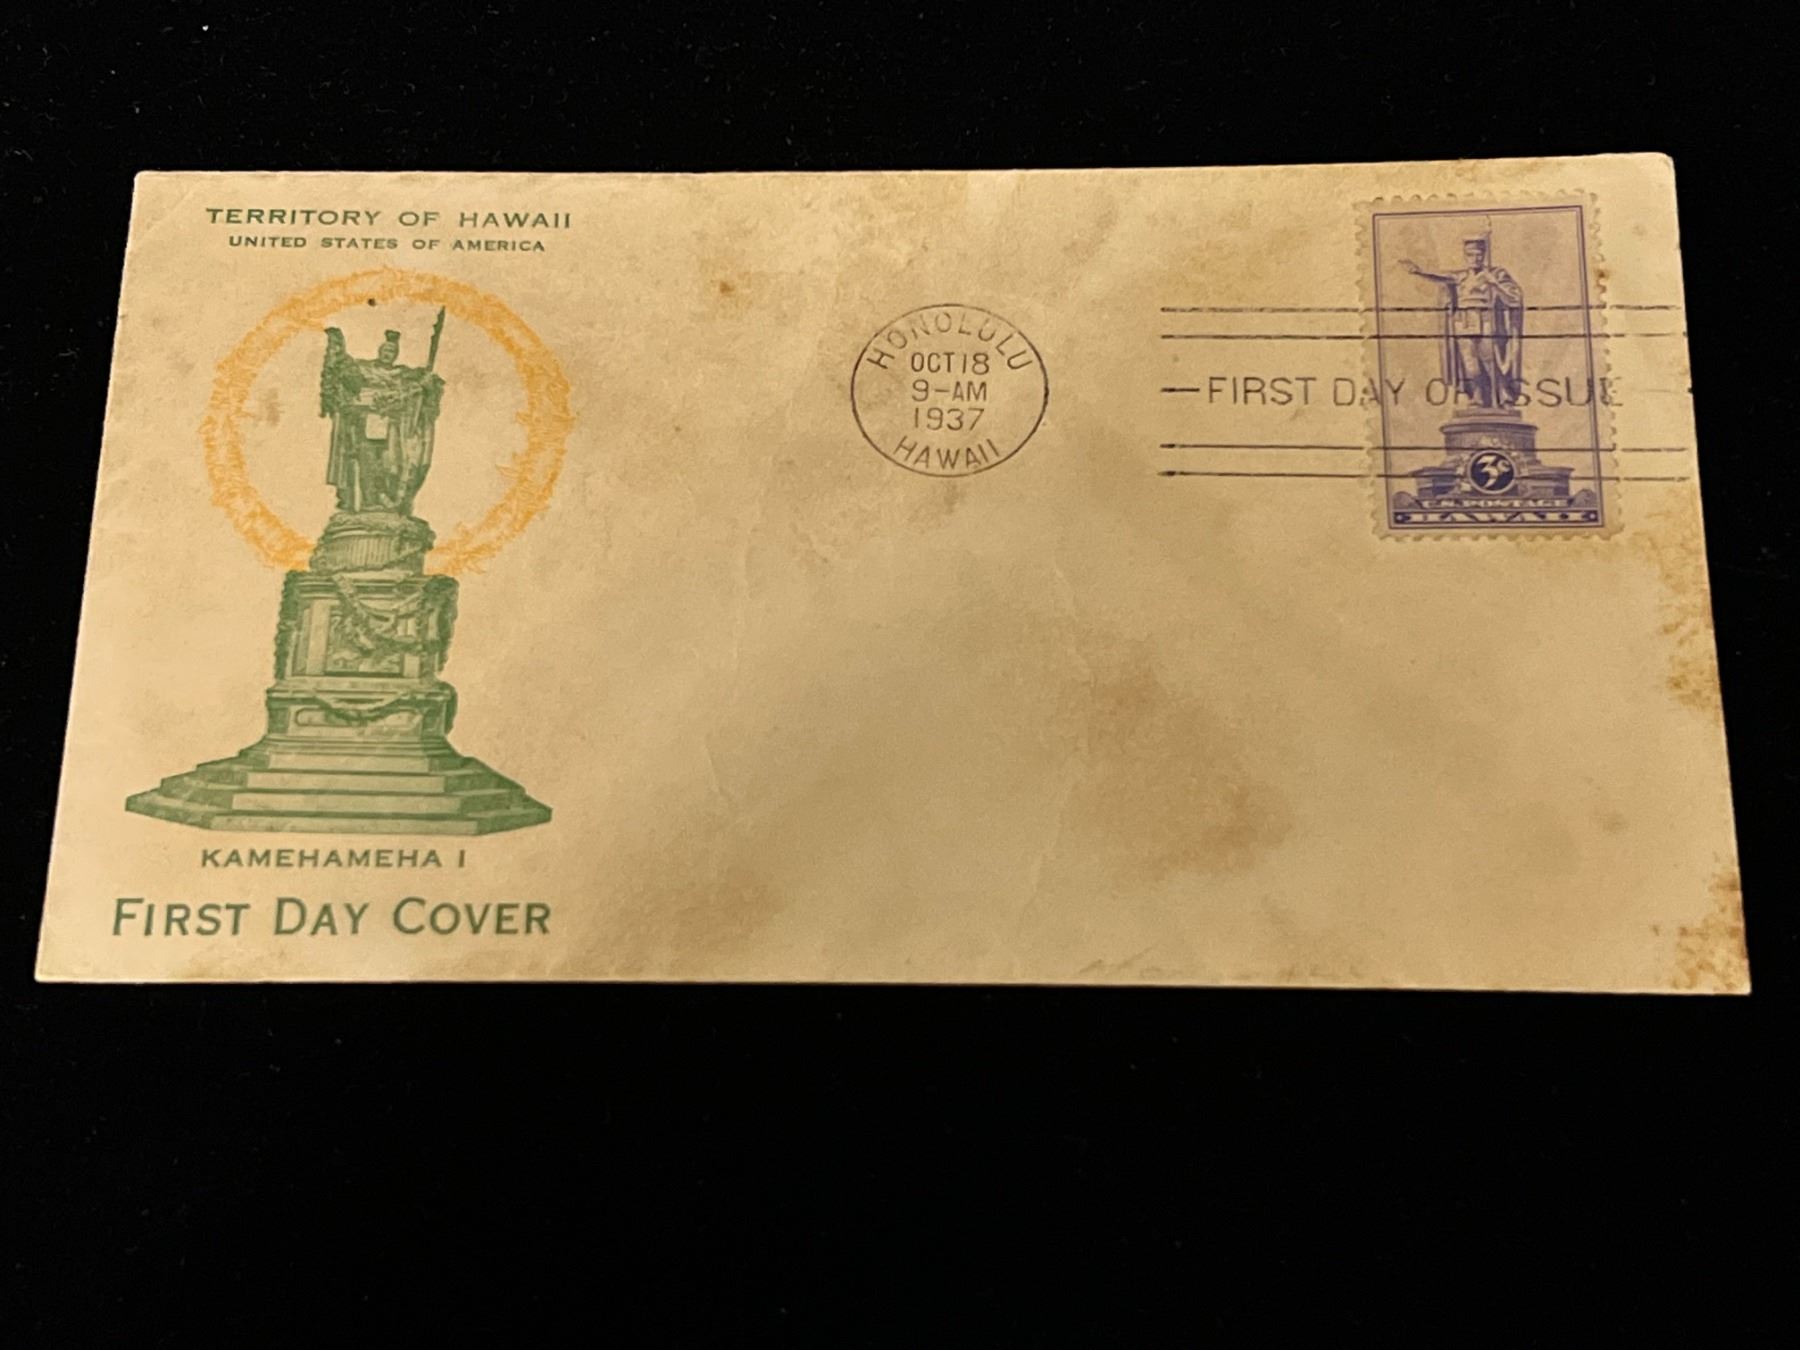 TERRITORY OF HAWAII
UNITED STATES OF AMERICA
KAMEHAMEHA I
FIRST DAY COVER
HONOLULU
OCT 18
9-AM
1937
HAWAII
FIRST DAY OF ISSUE
3¢
U.S. POSTAGE
HAWAII